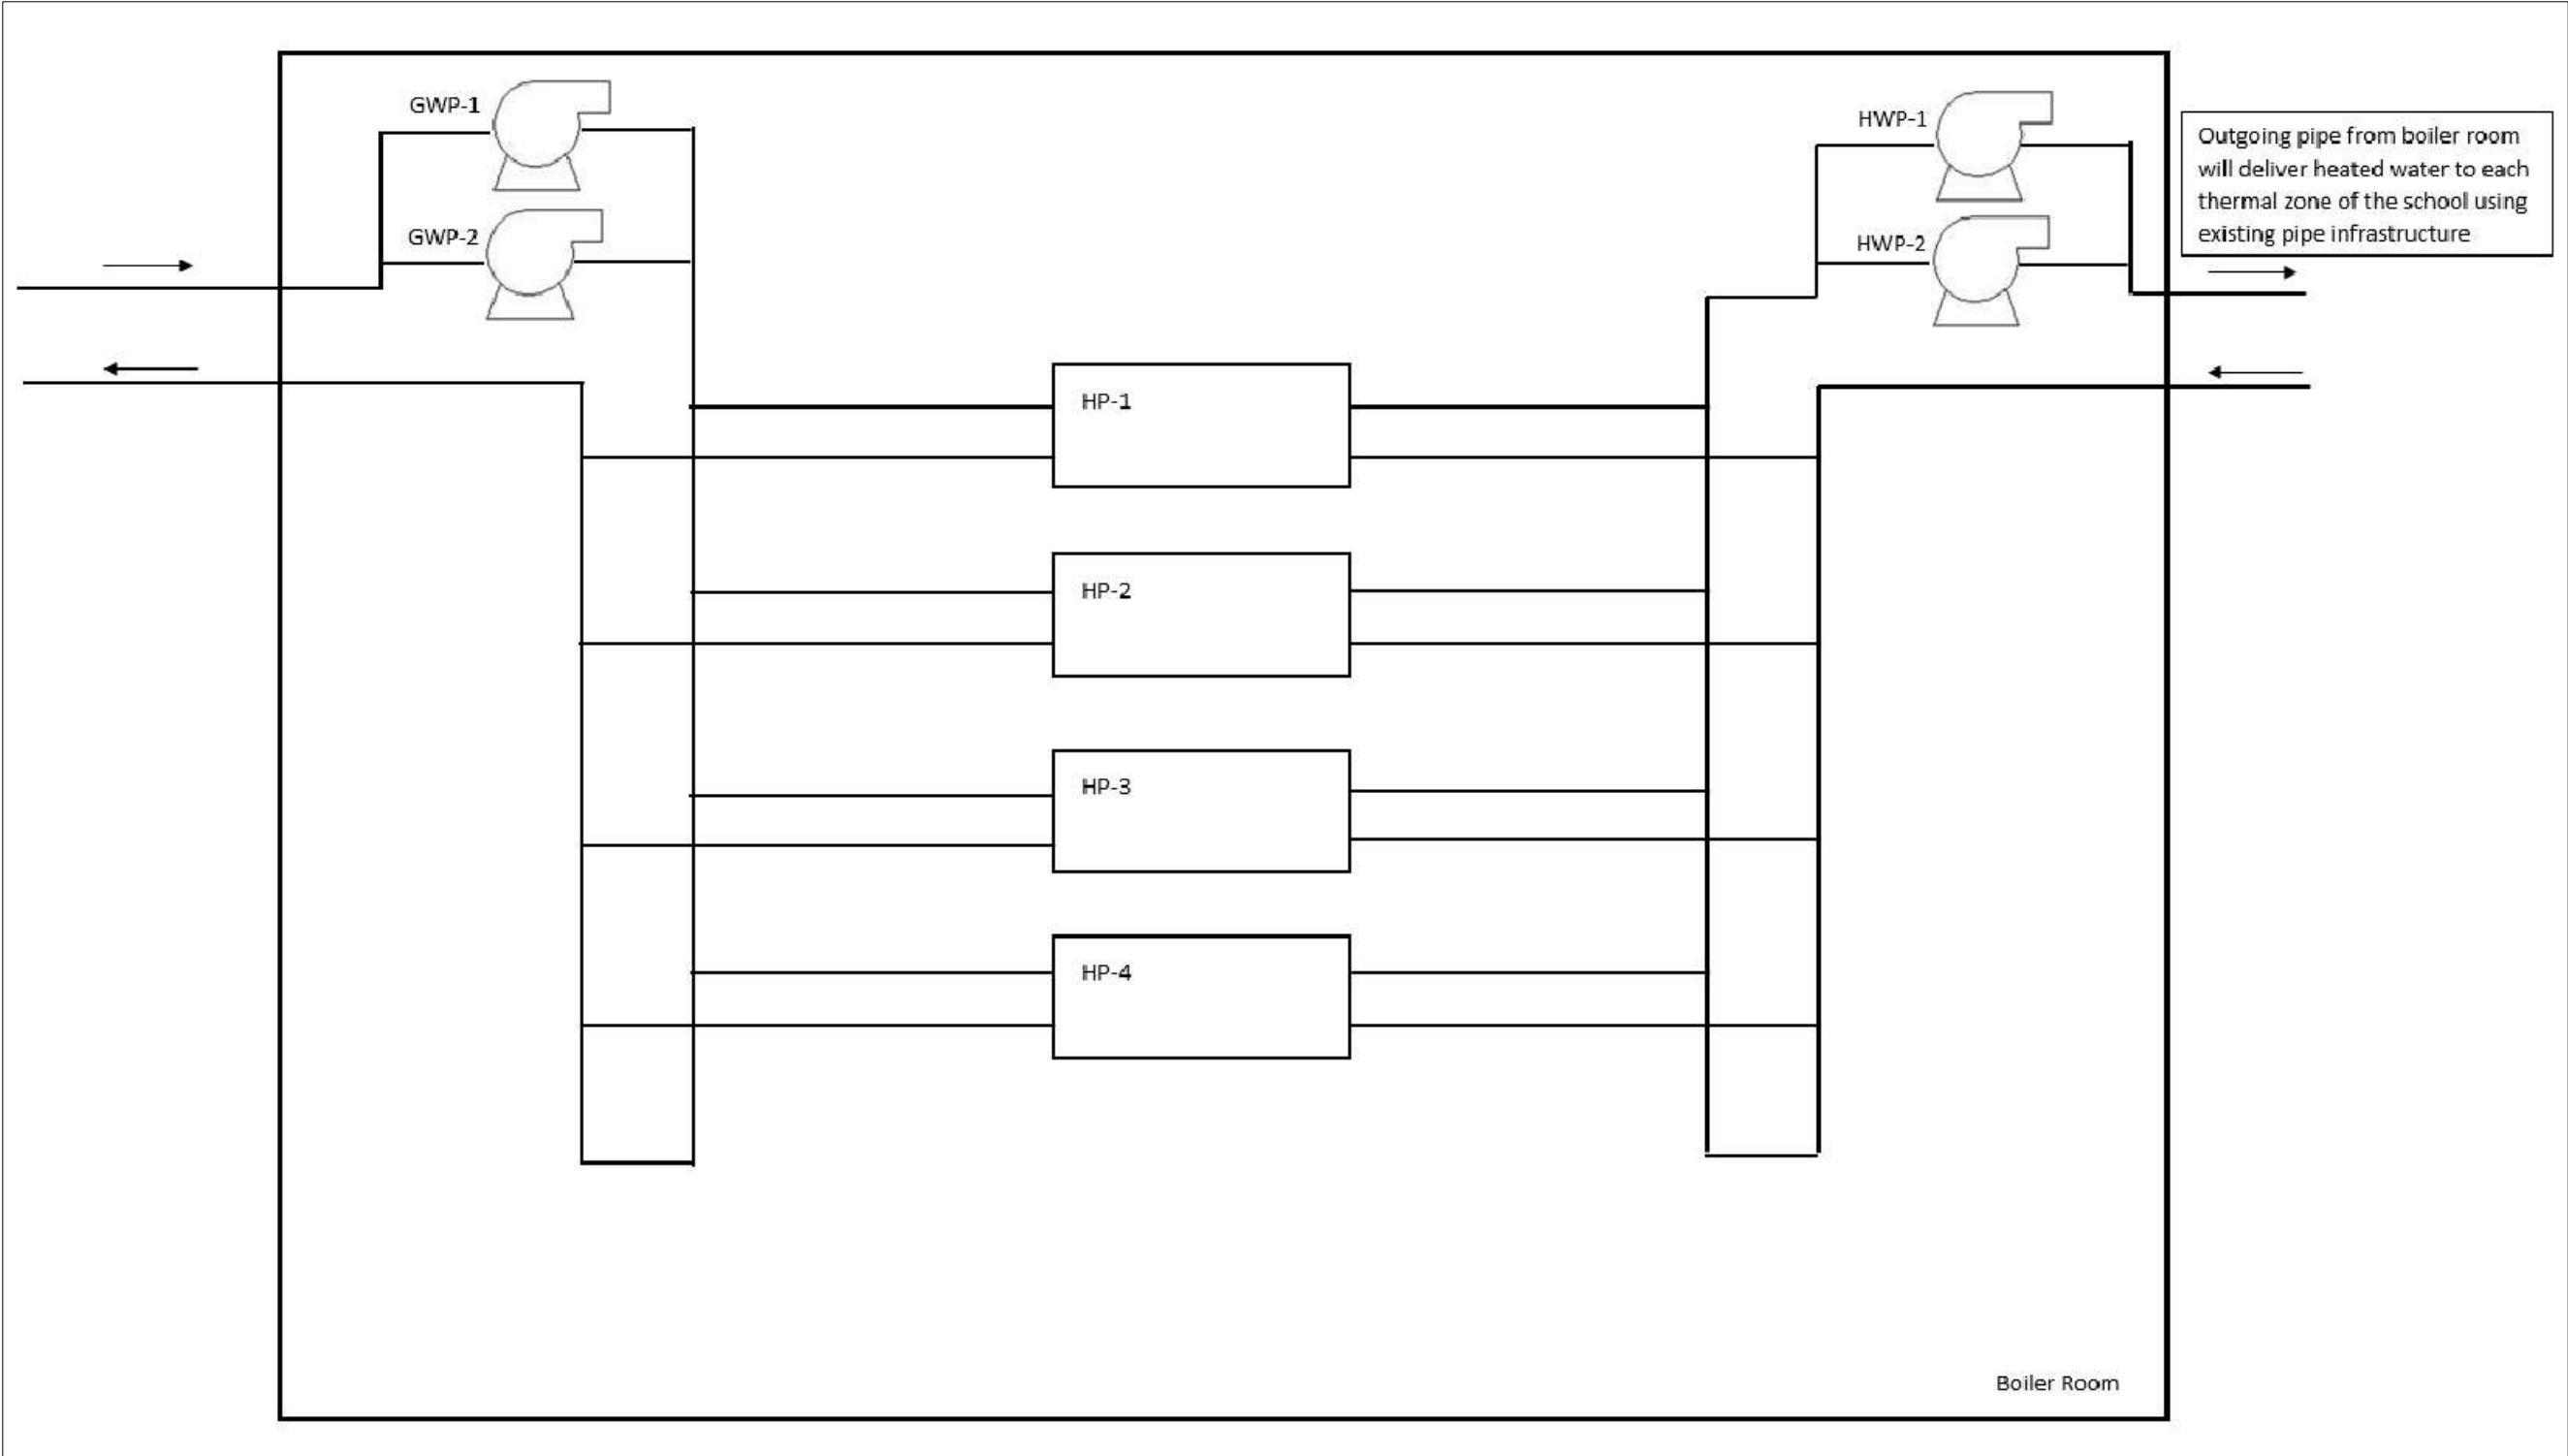 GWP-1
HWP-1
Outgoing pipe from boiler room
will deliver heated water to each
thermal zone of the school using
existing pipe infrastructure
GWP-2
HWP-2
HP-1
HP-2
HP-3
HP-4
Boiler Room